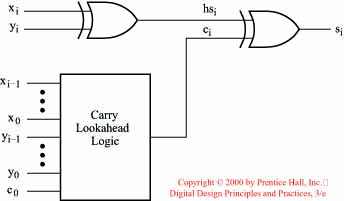 xi
yi
hsi
ci
si
xi–1
x0
yi–1
y0
c0
Carry
Lookahead
Logic
Copyright © 2000 by Prentice Hall, Inc.
Digital Design Principles and Practices, 3/e